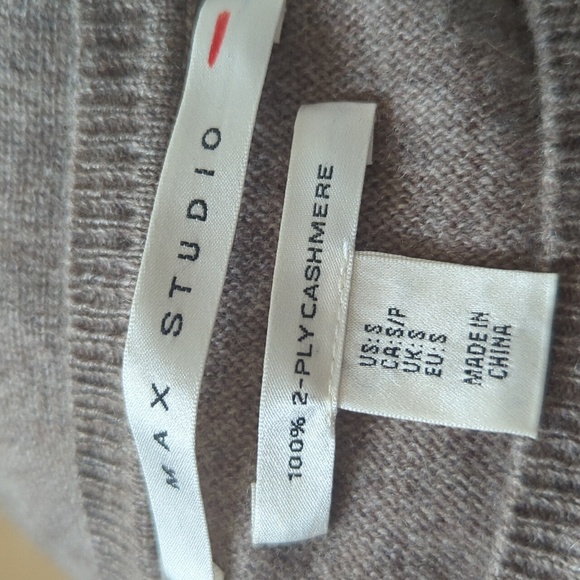 MAX STUDIO
100% 2-PLY CASHMERE
US:S
CA:S/P
UK:S
EU:S
MADE IN
CHINA